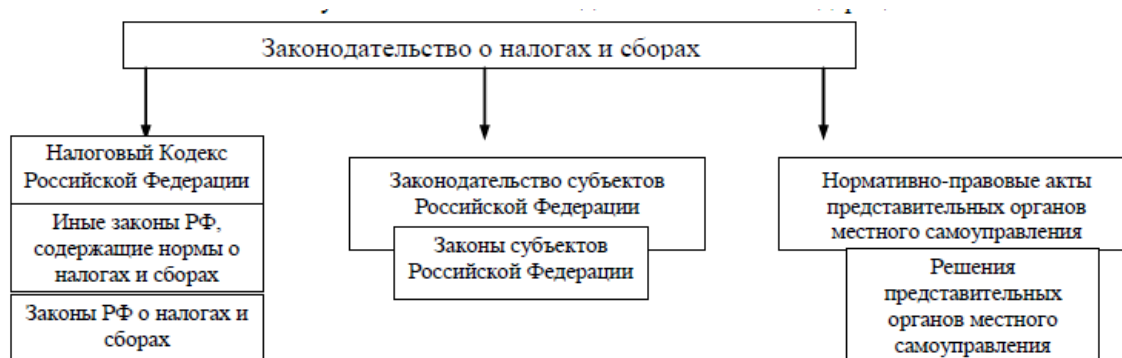 Законодательство о налогах и сборах
Налоговый Кодекс
Российской Федерации
Иные законы РФ,
содержащие нормы о
налогах и сборах
Законы РФ о налогах и
сборах
Законодательство субъектов
Российской Федерации
Законы субъектов
Российской Федерации
Нормативно-правовые акты
представительных органов
местного самоуправления
Решения
представительных
органов местного
самоуправления